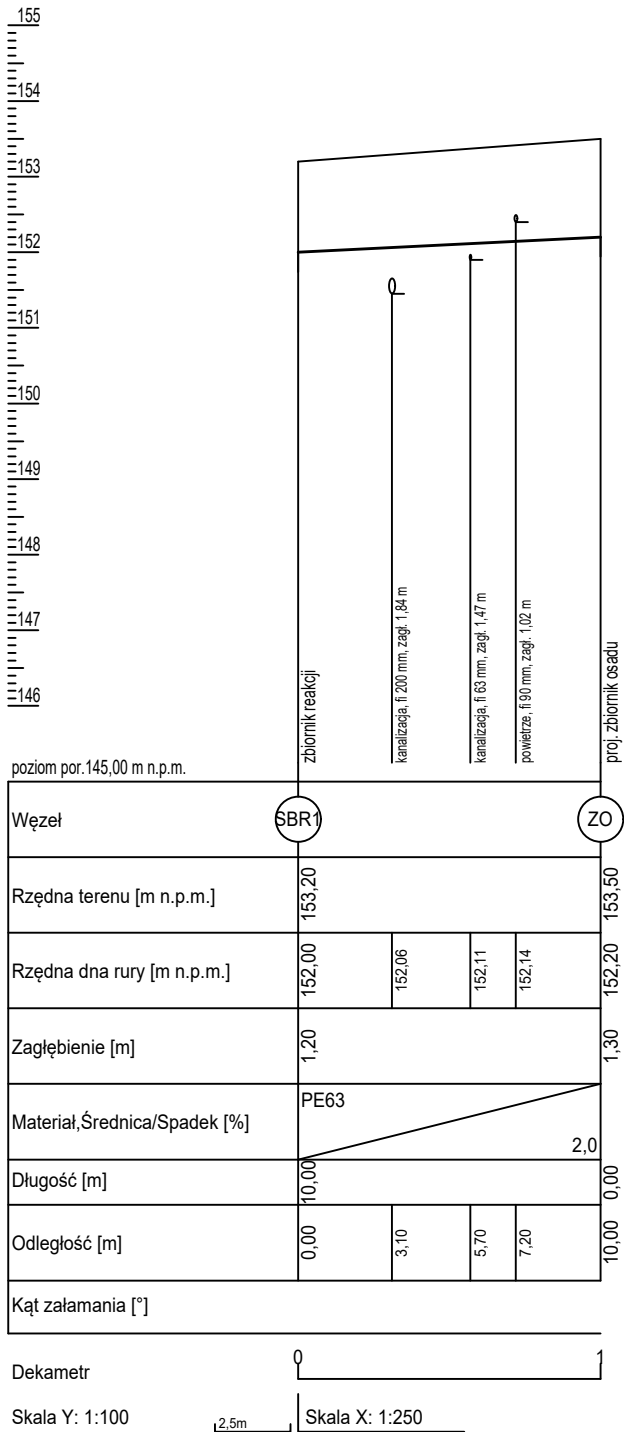 155
154
153
152
151
150
149
148
147
146
zbiornik reakcji
kanalizacja, fi 200 mm, zagł. 1,84 m
kanalizacja, fi 63 mm, zagł. 1,47 m
powietrze, fi 90 mm, zagł. 1,02 m
proj. zbiornik osadu
poziom por.145,00 m n.p.m.
Węzeł SBR1 ZO
Rzędna terenu [m n.p.m.] 153,20 153,50
Rzędna dna rury [m n.p.m.] 152,00 152,06 152,11 152,14 152,20
Zagłębienie [m] 1,20 1,30
Materiał,Średnica/Spadek [%] PE63 2,0
Długość [m] 10,00 0,00
Odległość [m] 0,00 3,10 5,70 7,20 10,00
Kąt załamania [°]
Dekametr 0 1
Skala Y: 1:100 2,5m Skala X: 1:250